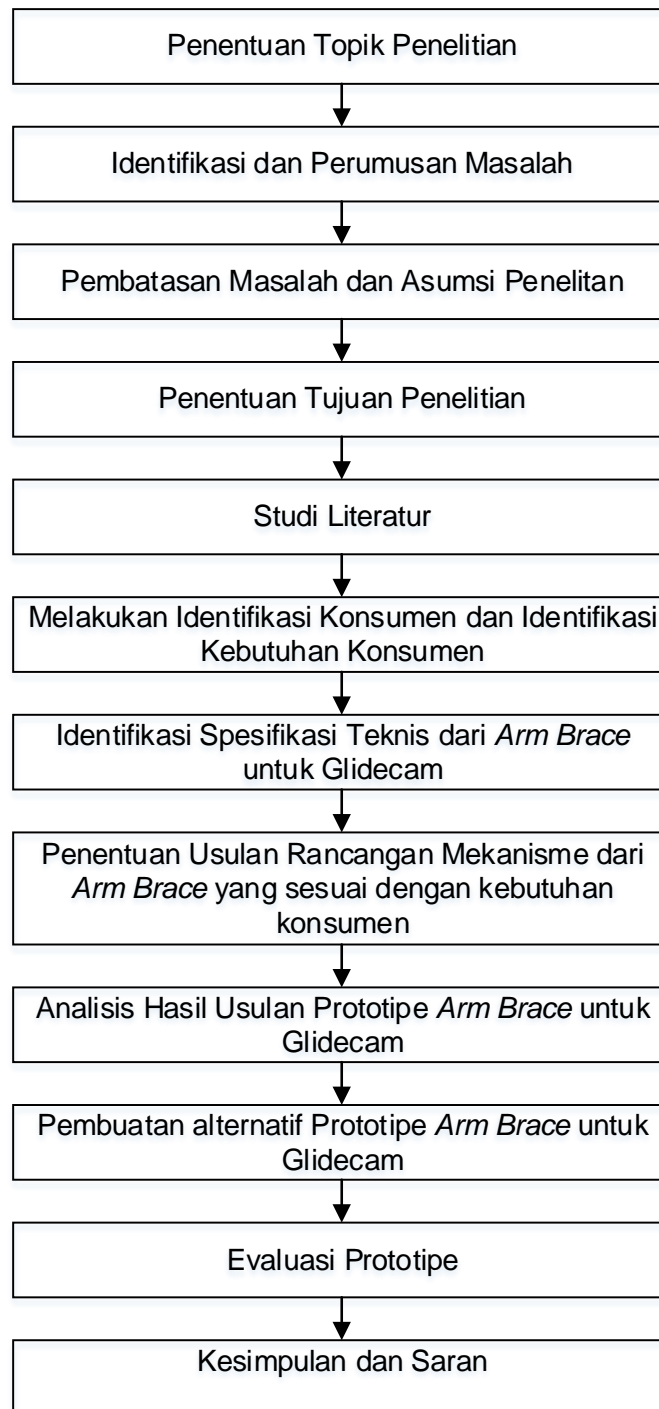 Penentuan Topik Penelitian
Identifikasi dan Perumusan Masalah
Pembatasan Masalah dan Asumsi Penelitan
Penentuan Tujuan Penelitian
Studi Literatur
Melakukan Identifikasi Konsumen dan Identifikasi
Kebutuhan Konsumen
Identifikasi Spesifikasi Teknis dari Arm Brace
untuk Glidecam
Penentuan Usulan Rancangan Mekanisme dari
Arm Brace yang sesuai dengan kebutuhan
konsumen
Analisis Hasil Usulan Prototipe Arm Brace untuk
Glidecam
Pembuatan alternatif Prototipe Arm Brace untuk
Glidecam
Evaluasi Prototipe
Kesimpulan dan Saran